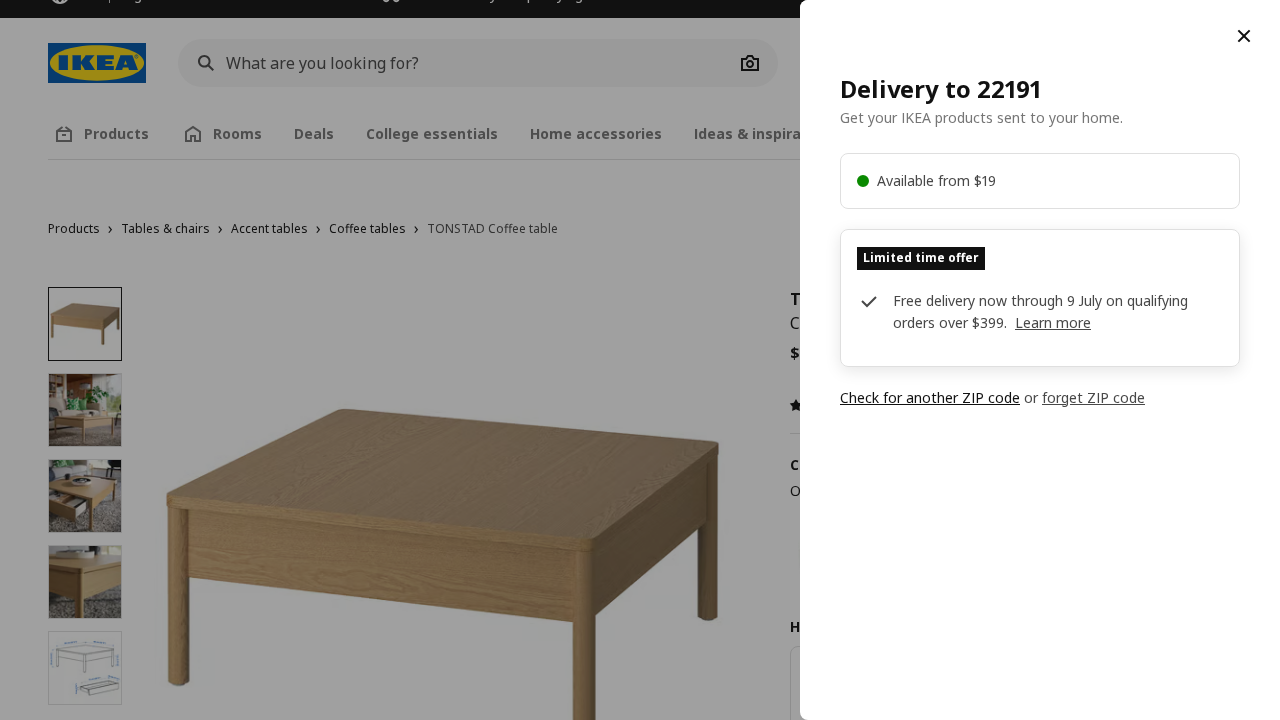 IKEA
What are you looking for?
Products
Rooms
Deals
College essentials
Home accessories
Ideas & inspira
Products › Tables & chairs › Accent tables › Coffee tables › TONSTAD Coffee table
T
C
$
C
O
H
Delivery to 22191
Get your IKEA products sent to your home.
Available from $19
Limited time offer
Free delivery now through 9 July on qualifying
orders over $399. Learn more
Check for another ZIP code or forget ZIP code